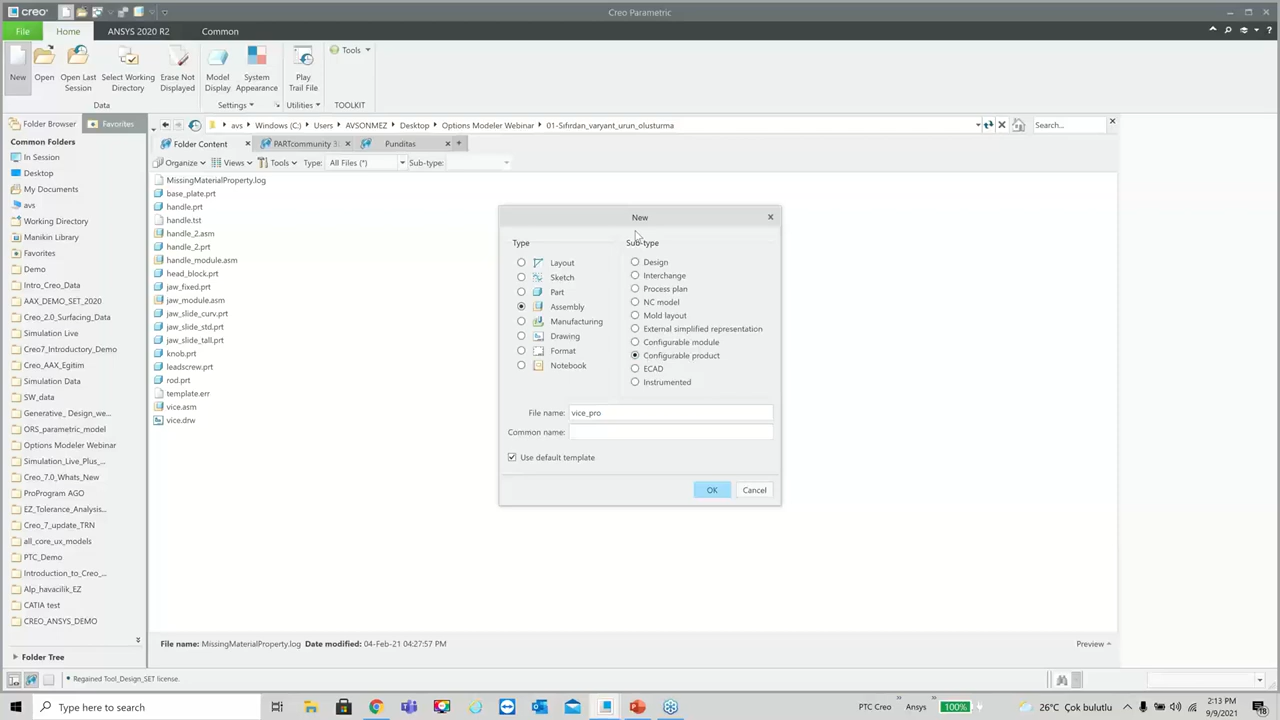 creo
Creo Parametric
File
Home
ANSYS 2020 R2
Common
New
Open
Open Last Session
Select Working Directory
Erase Not Displayed
Model Display
System Appearance
Play Trail File
Tools
Data
Settings
Utilities
TOOLKIT
Folder Browser
Favorites
avs
Windows (C:)
Users
AVSONMEZ
Desktop
Options Modeler Webinar
01-Sıfırdan_varyant_urun_olusturma
Search...
Folder Content
PARTcommunity 3
Punditas
Organize
Views
Tools
Type:
All Files (*)
Sub-type:
Common Folders
In Session
Desktop
My Documents
avs
Working Directory
Manikin Library
Favorites
Demo
Intro_Creo_Data
AAX_DEMO_SET_2020
Creo_2.0_Surfacing_Data
Simulation Live
Creo7_Introductory_Demo
Creo_AAX_Egitim
Simulation Data
SW_data
Generative_ Design_we...
ORS_parametric_model
Options Modeler Webinar
Simulation_Live_Plus_...
Creo_7.0_Whats_New
ProProgram AGO
EZ_Tolerance_Analysis...
Creo_7_update_TRN
all_core_ux_models
PTC_Demo
Introduction_to_Creo_...
Alp_havacilik_EZ
CATIA test
CREO_ANSYS_DEMO
Folder Tree
MissingMaterialProperty.log
base_plate.prt
handle.prt
handle.tst
handle_2.asm
handle_2.prt
handle_module.asm
head_block.prt
jaw_fixed.prt
jaw_module.asm
jaw_slide_curv.prt
jaw_slide_std.prt
jaw_slide_tall.prt
knob.prt
leadscrew.prt
rod.prt
template.err
vice.asm
vice.drw
New
Type
Layout
Sketch
Part
Assembly
Manufacturing
Drawing
Format
Notebook
Sub-type
Design
Interchange
Process plan
NC model
Mold layout
External simplified representation
Configurable module
Configurable product
ECAD
Instrumented
File name:
vice_pro
Common name:
Use default template
OK
Cancel
File name: MissingMaterialProperty.log Date modified: 04-Feb-21 04:27:57 PM
Preview
Regained Tool_Design_SET license.
Type here to search
PTC Creo
Ansys
100%
26°C Çok bulutlu
2:13 PM
9/9/2021
18